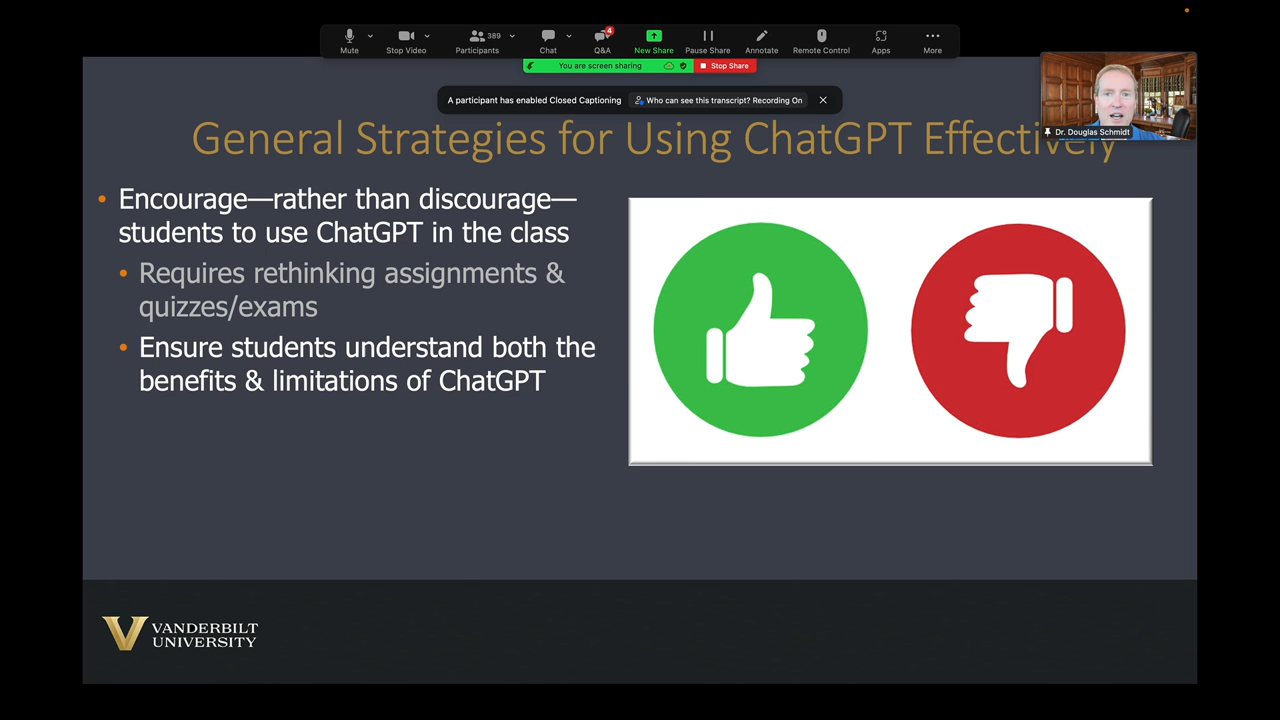 389
4
Mute
Stop Video
Participants
Chat
Q&A
New Share
Pause Share
Annotate
Remote Control
Apps
More
You are screen sharing
Stop Share
A participant has enabled Closed Captioning
Who can see this transcript? Recording On
Dr. Douglas Schmidt
General Strategies for Using ChatGPT Effectively
• Encourage—rather than discourage—
students to use ChatGPT in the class
• Requires rethinking assignments &
quizzes/exams
• Ensure students understand both the
benefits & limitations of ChatGPT
VANDERBILT
UNIVERSITY